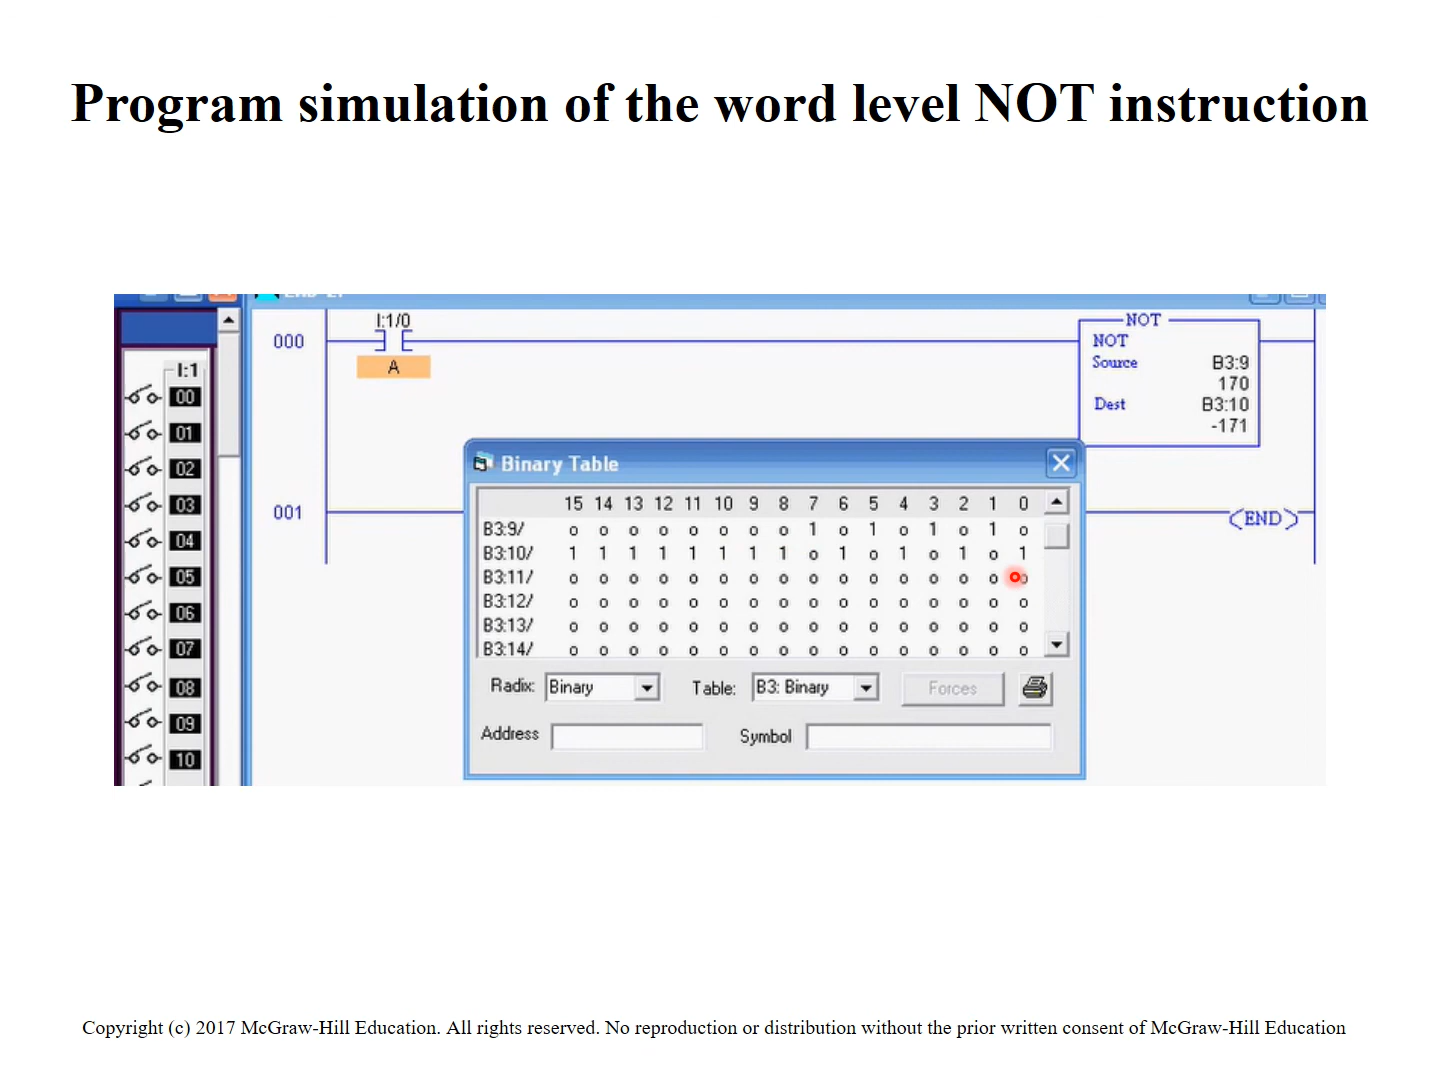 Program simulation of the word level NOT instruction
I:1
00
01
02
03
04
05
06
07
08
09
10
000
I:1/0
A
NOT
NOT
Source B3:9
170
Dest B3:10
-171
001
(END)
Binary Table
15 14 13 12 11 10 9 8 7 6 5 4 3 2 1 0
B3:9/ 0 0 0 0 0 0 0 0 1 0 1 0 1 0 1 0
B3:10/ 1 1 1 1 1 1 1 1 0 1 0 1 0 1 0 1
B3:11/ 0 0 0 0 0 0 0 0 0 0 0 0 0 0 0 0
B3:12/ 0 0 0 0 0 0 0 0 0 0 0 0 0 0 0 0
B3:13/ 0 0 0 0 0 0 0 0 0 0 0 0 0 0 0 0
B3:14/ 0 0 0 0 0 0 0 0 0 0 0 0 0 0 0 0
Radix: Binary Table: B3: Binary Forces
Address Symbol
Copyright (c) 2017 McGraw-Hill Education. All rights reserved. No reproduction or distribution without the prior written consent of McGraw-Hill Education